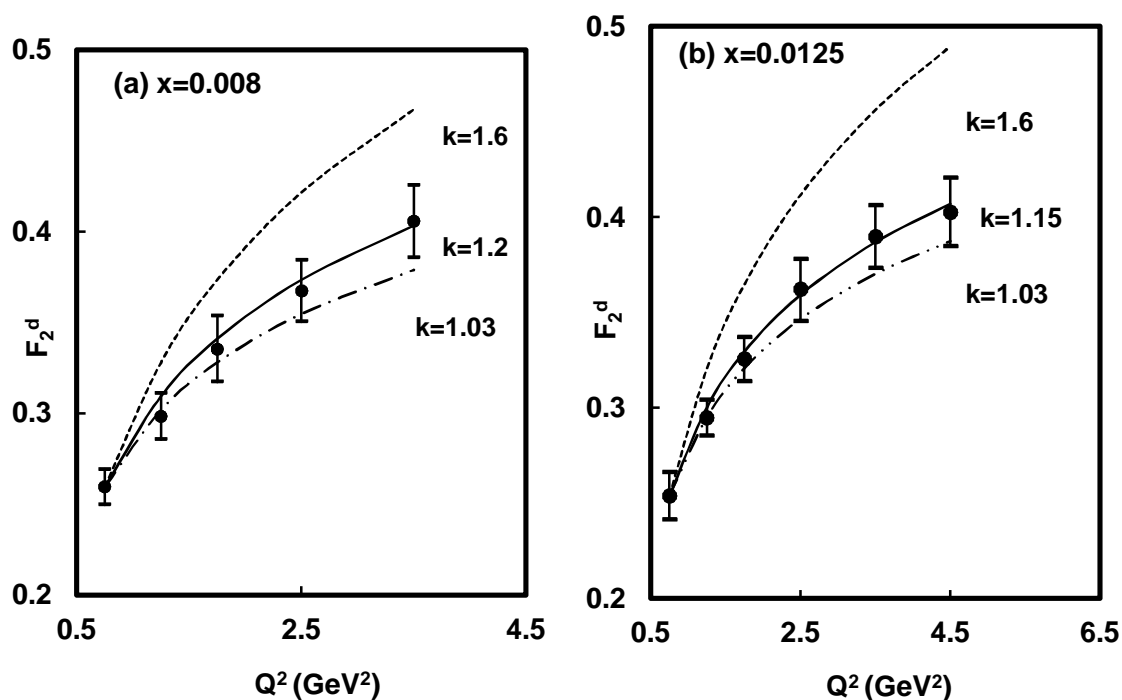 0.5
(a) x=0.008
k=1.6
0.4
k=1.2
k=1.03
F₂ᵈ
0.3
0.2
0.5
2.5
4.5
Q² (GeV²)
0.5
(b) x=0.0125
k=1.6
0.4
k=1.15
k=1.03
F₂ᵈ
0.3
0.2
0.5
2.5
4.5
6.5
Q² (GeV²)